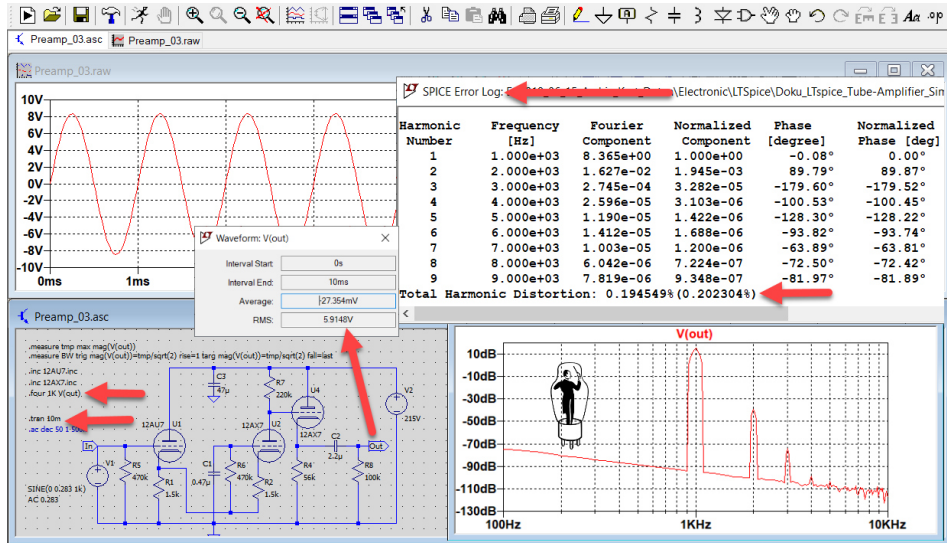 Aa .op
Preamp_03.asc Preamp_03.raw
Preamp_03.raw
10V
8V
6V
4V
2V
0V
-2V
-4V
-6V
-8V
-10V
0ms 1ms
SPICE Error Log:
\Electronic\LTSpice\Doku_LTspice_Tube-Amplifier_Sim
Harmonic Frequency Fourier Normalized Phase Normalized
Number [Hz] Component Component [degree] Phase [deg]
1 1.000e+03 8.365e+00 1.000e+00 -0.08° 0.00°
2 2.000e+03 1.627e-02 1.945e-03 89.79° 89.87°
3 3.000e+03 2.745e-04 3.282e-05 -179.60° -179.52°
4 4.000e+03 2.596e-05 3.103e-06 -100.53° -100.45°
5 5.000e+03 1.190e-05 1.422e-06 -128.30° -128.22°
6 6.000e+03 1.412e-05 1.688e-06 -93.82° -93.74°
7 7.000e+03 1.003e-05 1.200e-06 -63.89° -63.81°
8 8.000e+03 6.042e-06 7.224e-07 -72.50° -72.42°
9 9.000e+03 7.819e-06 9.348e-07 -81.97° -81.89°
Total Harmonic Distortion: 0.194549%(0.202304%)
Waveform: V(out)
Interval Start: 0s
Interval End: 10ms
Average: -27.354mV
RMS: 5.9148V
Preamp_03.asc
.measure tmp max mag(V(out))
.measure BW trig mag(V(out))=tmp/sqrt(2) rise=1 targ mag(V(out))=tmp/sqrt(2) fall=last
.inc 12AU7.inc
.inc 12AX7.inc
.four 1K V(out)
.tran 10m
.ac dec 50 1
C3
47µ
R7
220k
U4
12AX7
V2
215V
12AU7 U1
12AX7 U2
C2
2.2µ
In
Out
V1
R5
470k
R1
1.5k
C1
0.47µ
R6
470k
R2
1.5k
R4
56k
R8
100k
SINE(0 0.283 1k)
AC 0.283
V(out)
10dB
-10dB
-30dB
-50dB
-70dB
-90dB
-110dB
-130dB
100Hz 1KHz 10KHz